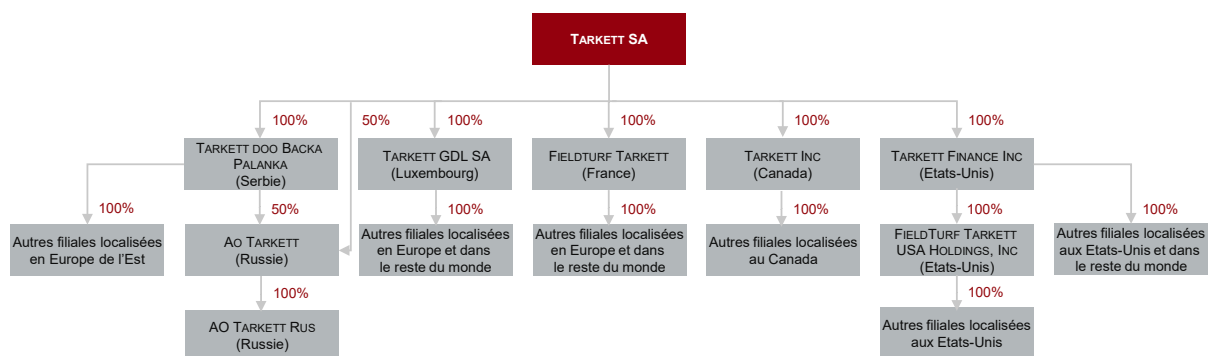 TARKETT SA
100%
50%
100%
100%
100%
100%
TARKETT DOO BACKA
PALANKA
(Serbie)
TARKETT GDL SA
(Luxembourg)
FIELDTURF TARKETT
(France)
TARKETT INC
(Canada)
TARKETT FINANCE INC
(Etats-Unis)
100%
50%
100%
100%
100%
100%
100%
Autres filiales localisées
en Europe de l'Est
AO TARKETT
(Russie)
Autres filiales localisées
en Europe et dans
le reste du monde
Autres filiales localisées
en Europe et dans
le reste du monde
Autres filiales localisées
au Canada
FIELDTURF TARKETT
USA HOLDINGS, INC
(Etats-Unis)
Autres filiales localisées
aux Etats-Unis et dans
le reste du monde
100%
100%
AO TARKETT RUS
(Russie)
Autres filiales localisées
aux Etats-Unis